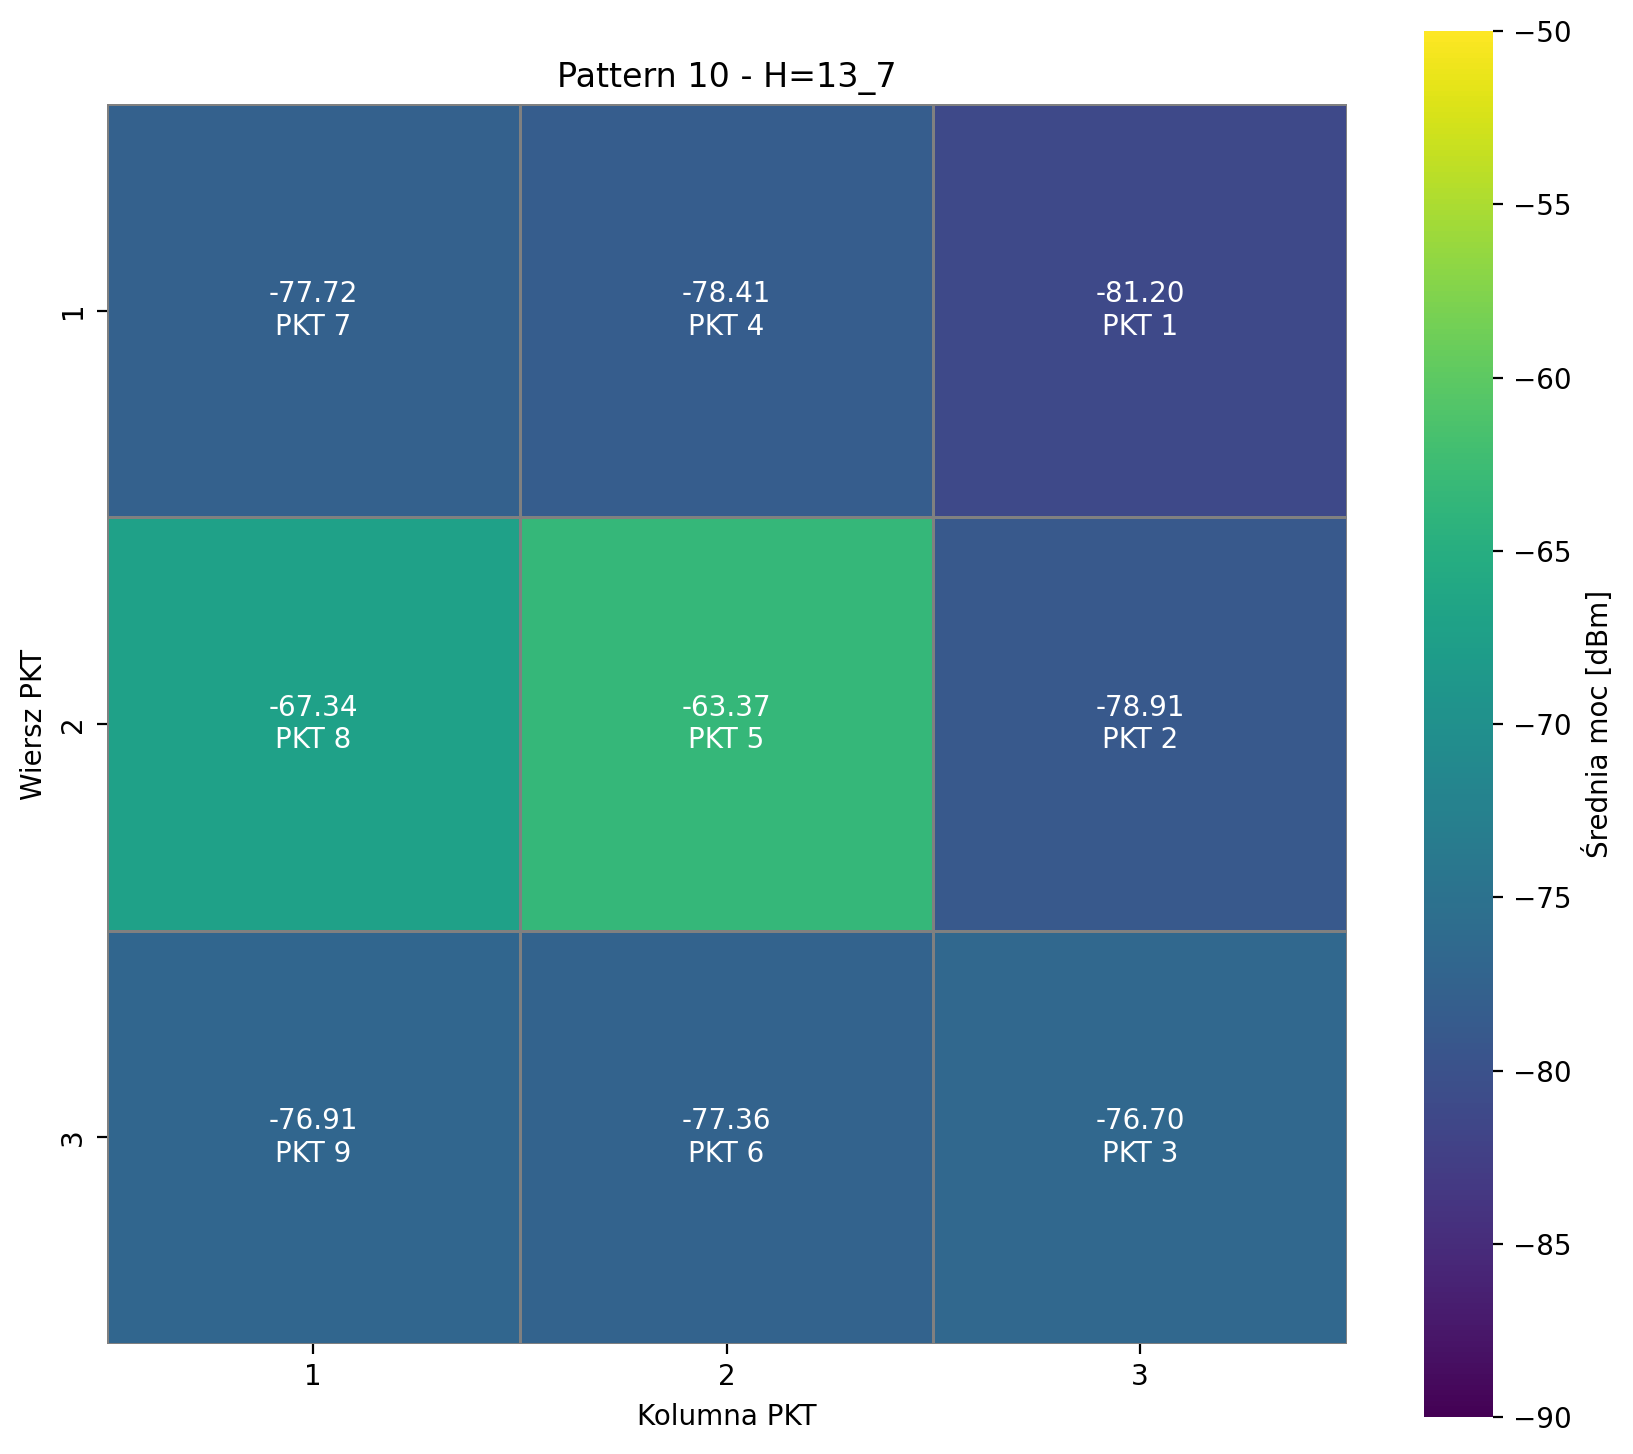 Pattern 10 - H=13_7
-77.72
PKT 7
-78.41
PKT 4
-81.20
PKT 1
-67.34
PKT 8
-63.37
PKT 5
-78.91
PKT 2
-76.91
PKT 9
-77.36
PKT 6
-76.70
PKT 3
1
2
3
Wiersz PKT
1
2
3
Kolumna PKT
−50
−55
−60
−65
−70
−75
−80
−85
−90
Średnia moc [dBm]